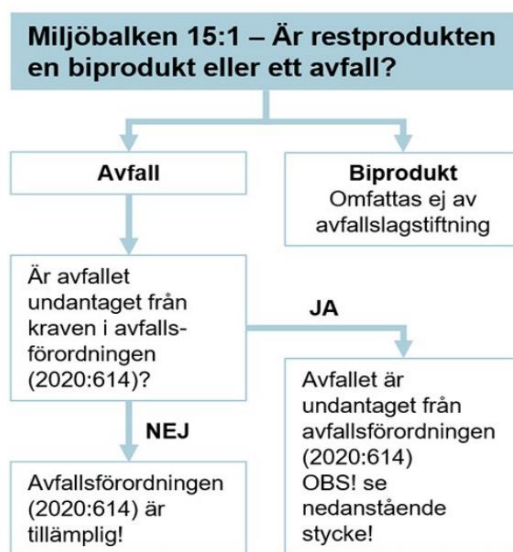 Miljöbalken 15:1 – Är restprodukten
en biprodukt eller ett avfall?
Avfall
Biprodukt
Omfattas ej av
avfallslagstiftning
Är avfallet
undantaget från
kraven i avfalls-
förordningen
(2020:614)?
JA
NEJ
Avfallet är
undantaget från
avfallsförordningen
(2020:614)
OBS! se
nedanstående
stycke!
Avfallsförordningen
(2020:614) är
tillämplig!